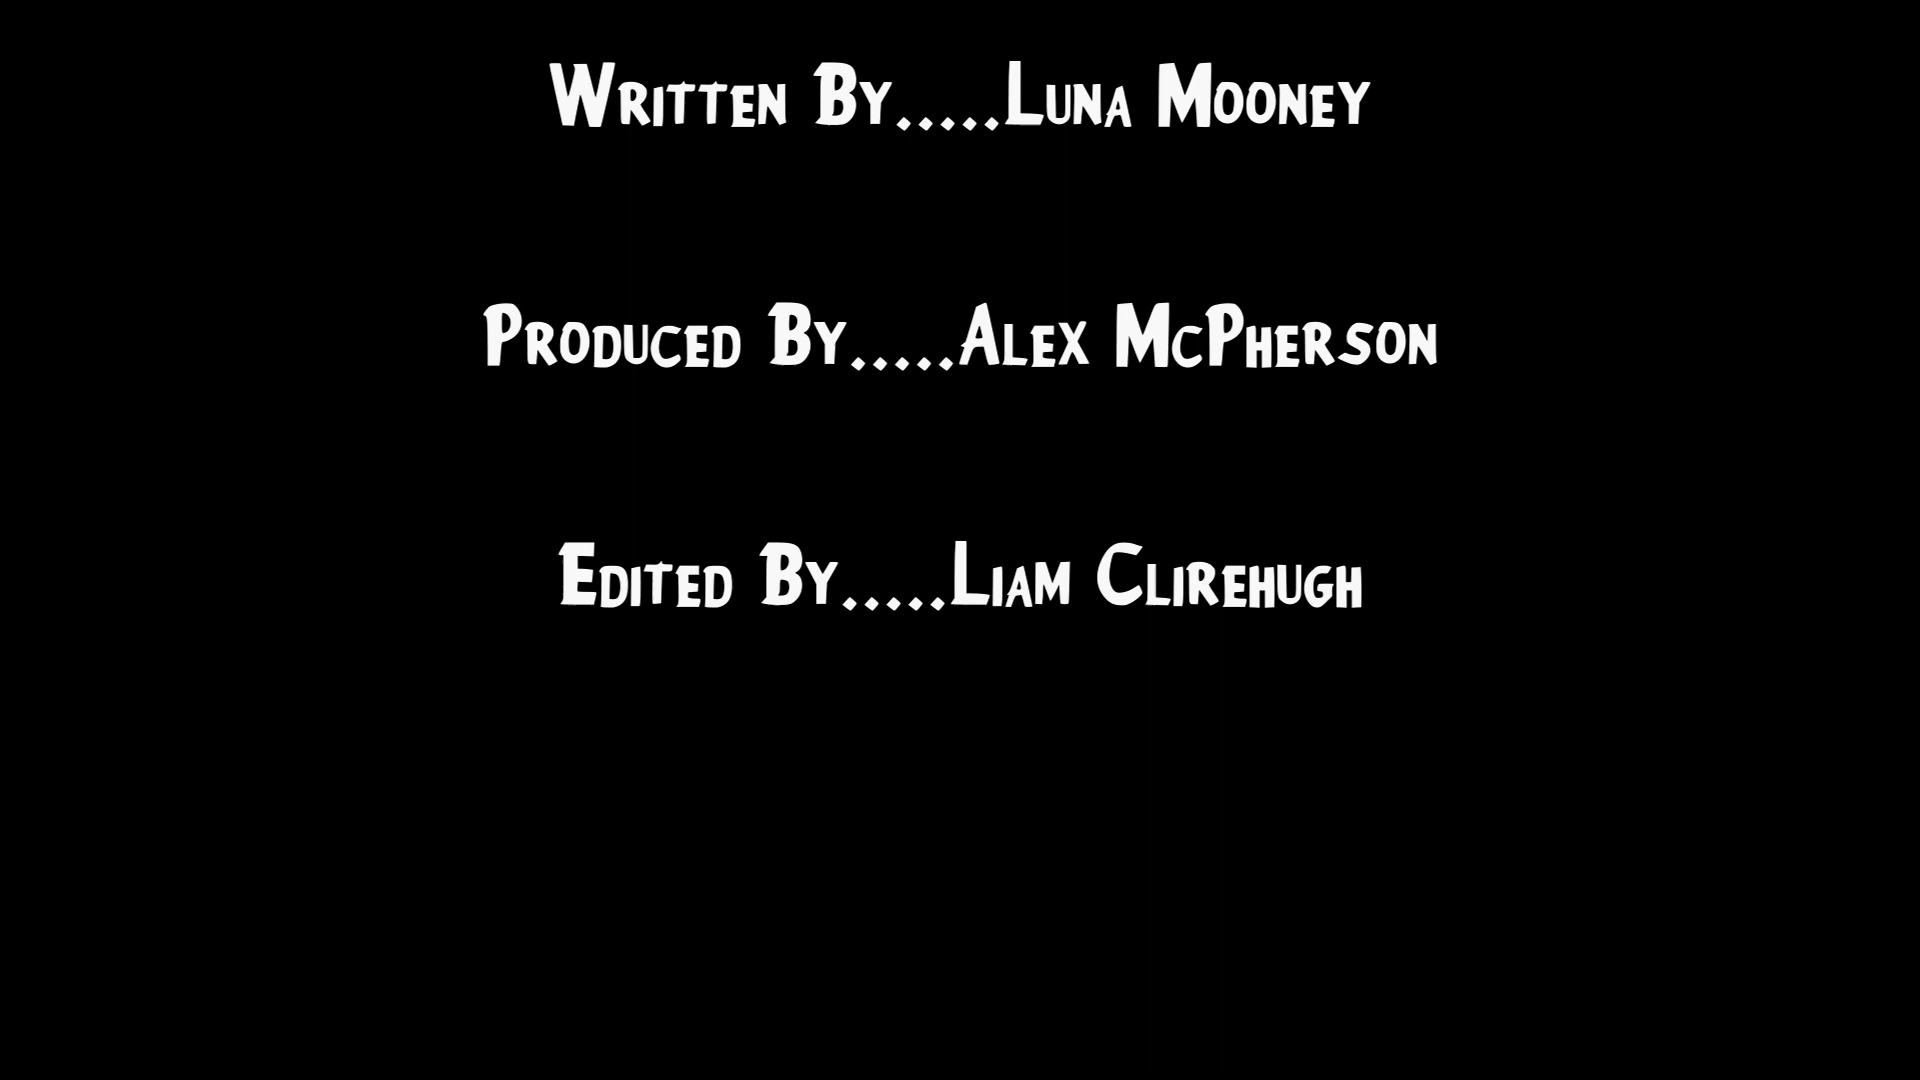 Written By.....Luna Mooney
Produced By.....Alex McPherson
Edited By.....Liam Clirehugh